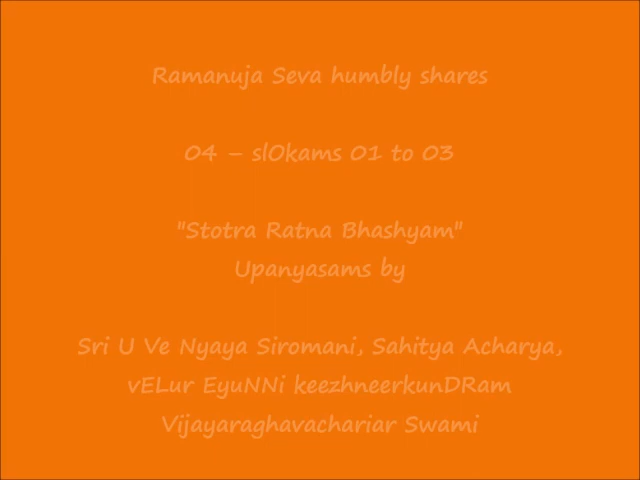 Ramanuja Seva humbly shares
04 – slOkams 01 to 03
"Stotra Ratna Bhashyam"
Upanyasams by
Sri U Ve Nyaya Siromani, Sahitya Acharya,
vELur EyuNNi keezhneerkunDRam
Vijayaraghavachariar Swami